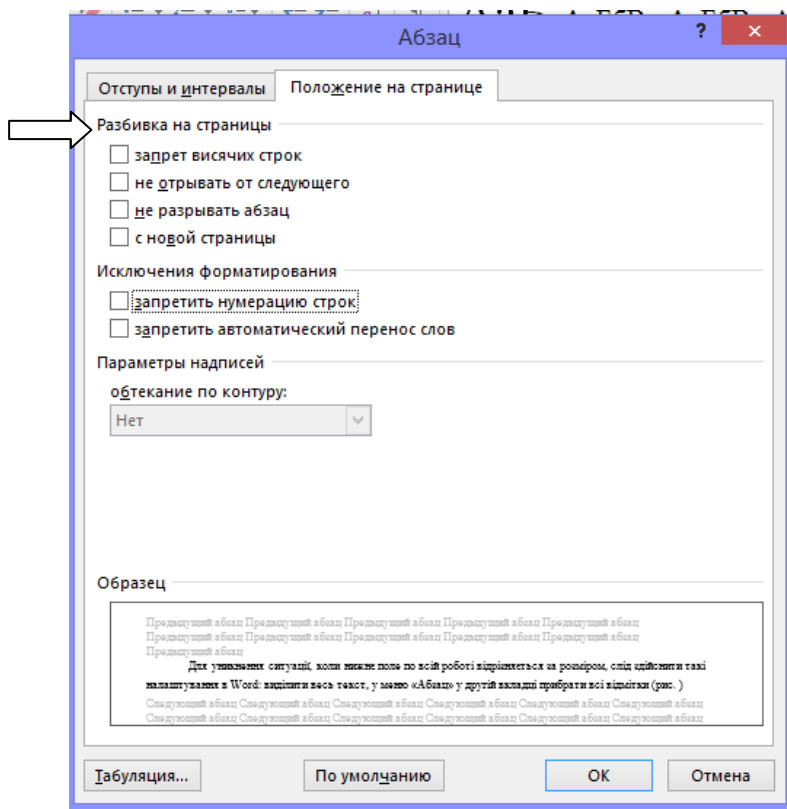 Абзац
?
Отступы и интервалы
Положение на странице
Разбивка на страницы
запрет висячих строк
не отрывать от следующего
не разрывать абзац
с новой страницы
Исключения форматирования
запретить нумерацию строк
запретить автоматический перенос слов
Параметры надписей
обтекание по контуру:
Нет
Образец
Предыдущий абзац Предыдущий абзац Предыдущий абзац Предыдущий абзац Предыдущий абзац
Предыдущий абзац Предыдущий абзац Предыдущий абзац Предыдущий абзац Предыдущий абзац
Предыдущий абзац
Для уникнення ситуації, коли нижнє поле по всій роботі відрізняється за розміром, слід здійснити такі
налаштування в Word: виділити весь текст, у меню «Абзац» у другій вкладці прибрати всі відмітки (рис. )
Следующий абзац Следующий абзац Следующий абзац Следующий абзац Следующий абзац
Следующий абзац Следующий абзац Следующий абзац Следующий абзац Следующий абзац
Табуляция...
По умолчанию
ОК
Отмена